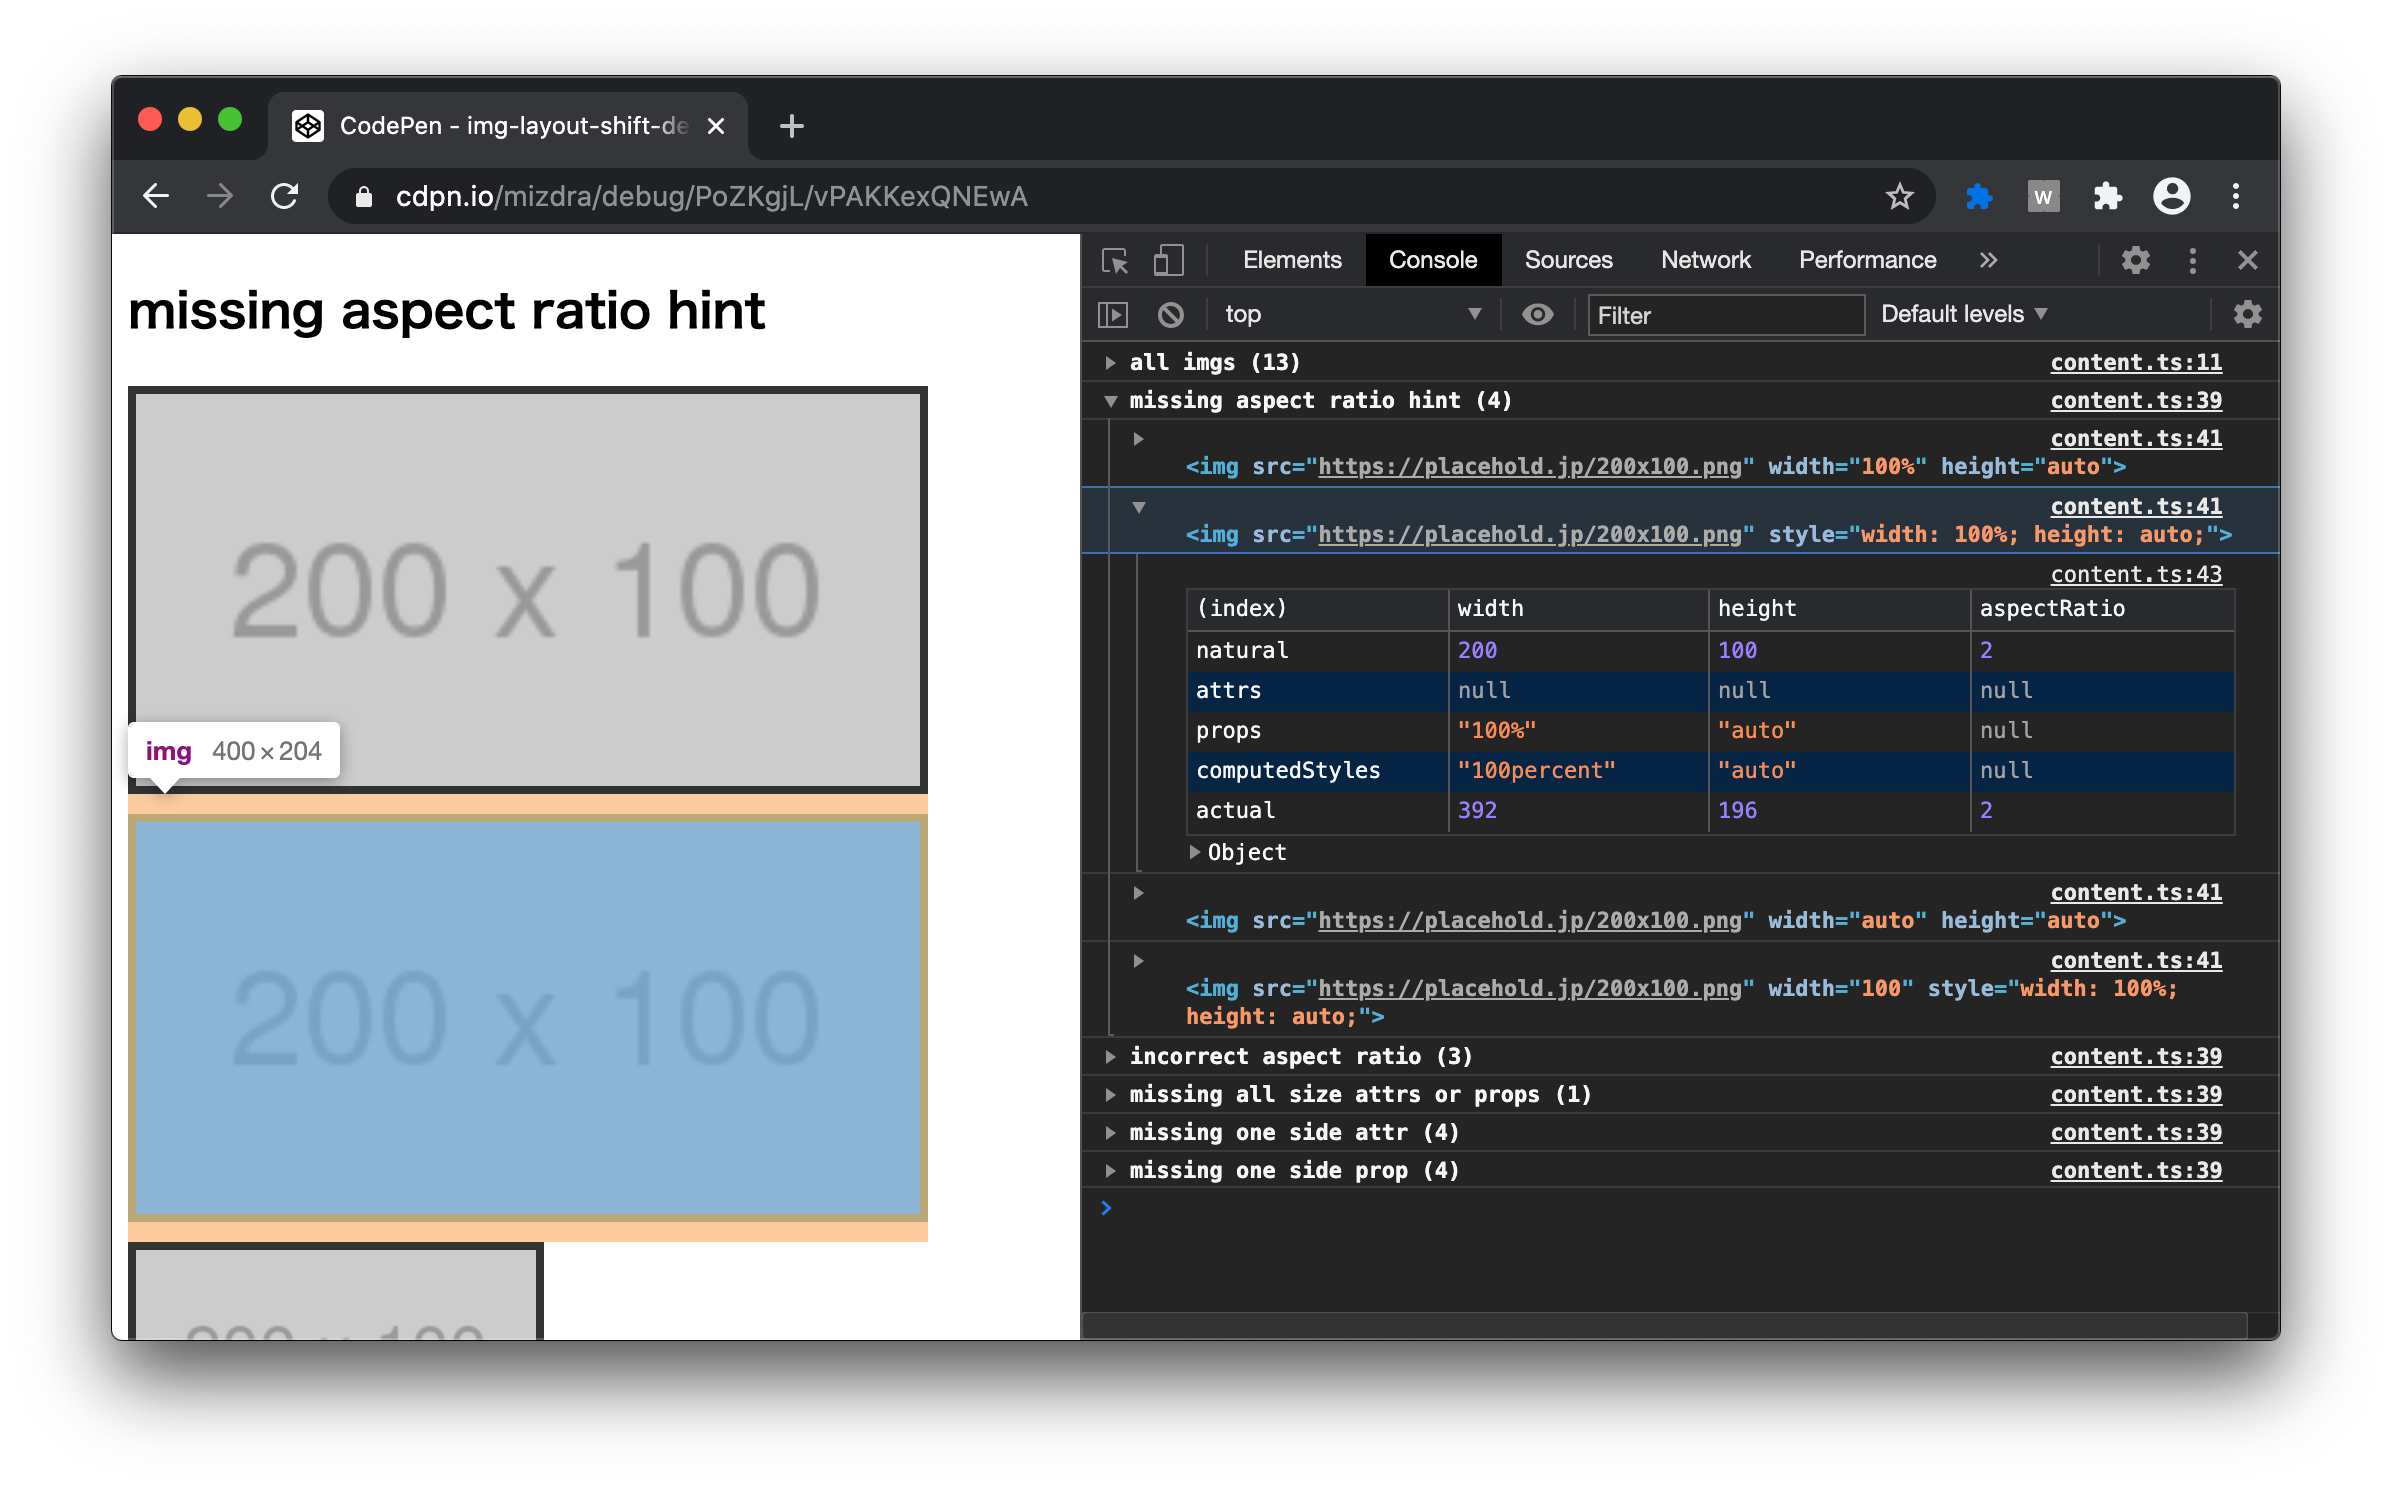 CodePen - img-layout-shift-de
cdpn.io/mizdra/debug/PoZKgjL/vPAKKexQNEwA
W
missing aspect ratio hint
200 x 100
img 400 × 204
200 x 100
200 x 100
Elements Console Sources Network Performance »
top Filter Default levels
all imgs (13) content.ts:11
missing aspect ratio hint (4) content.ts:39
content.ts:41
<img src="https://placehold.jp/200x100.png" width="100%" height="auto">
content.ts:41
<img src="https://placehold.jp/200x100.png" style="width: 100%; height: auto;">
content.ts:43
(index) width height aspectRatio
natural 200 100 2
attrs null null null
props "100%" "auto" null
computedStyles "100percent" "auto" null
actual 392 196 2
Object
content.ts:41
<img src="https://placehold.jp/200x100.png" width="auto" height="auto">
content.ts:41
<img src="https://placehold.jp/200x100.png" width="100" style="width: 100%;
height: auto;">
incorrect aspect ratio (3) content.ts:39
missing all size attrs or props (1) content.ts:39
missing one side attr (4) content.ts:39
missing one side prop (4) content.ts:39